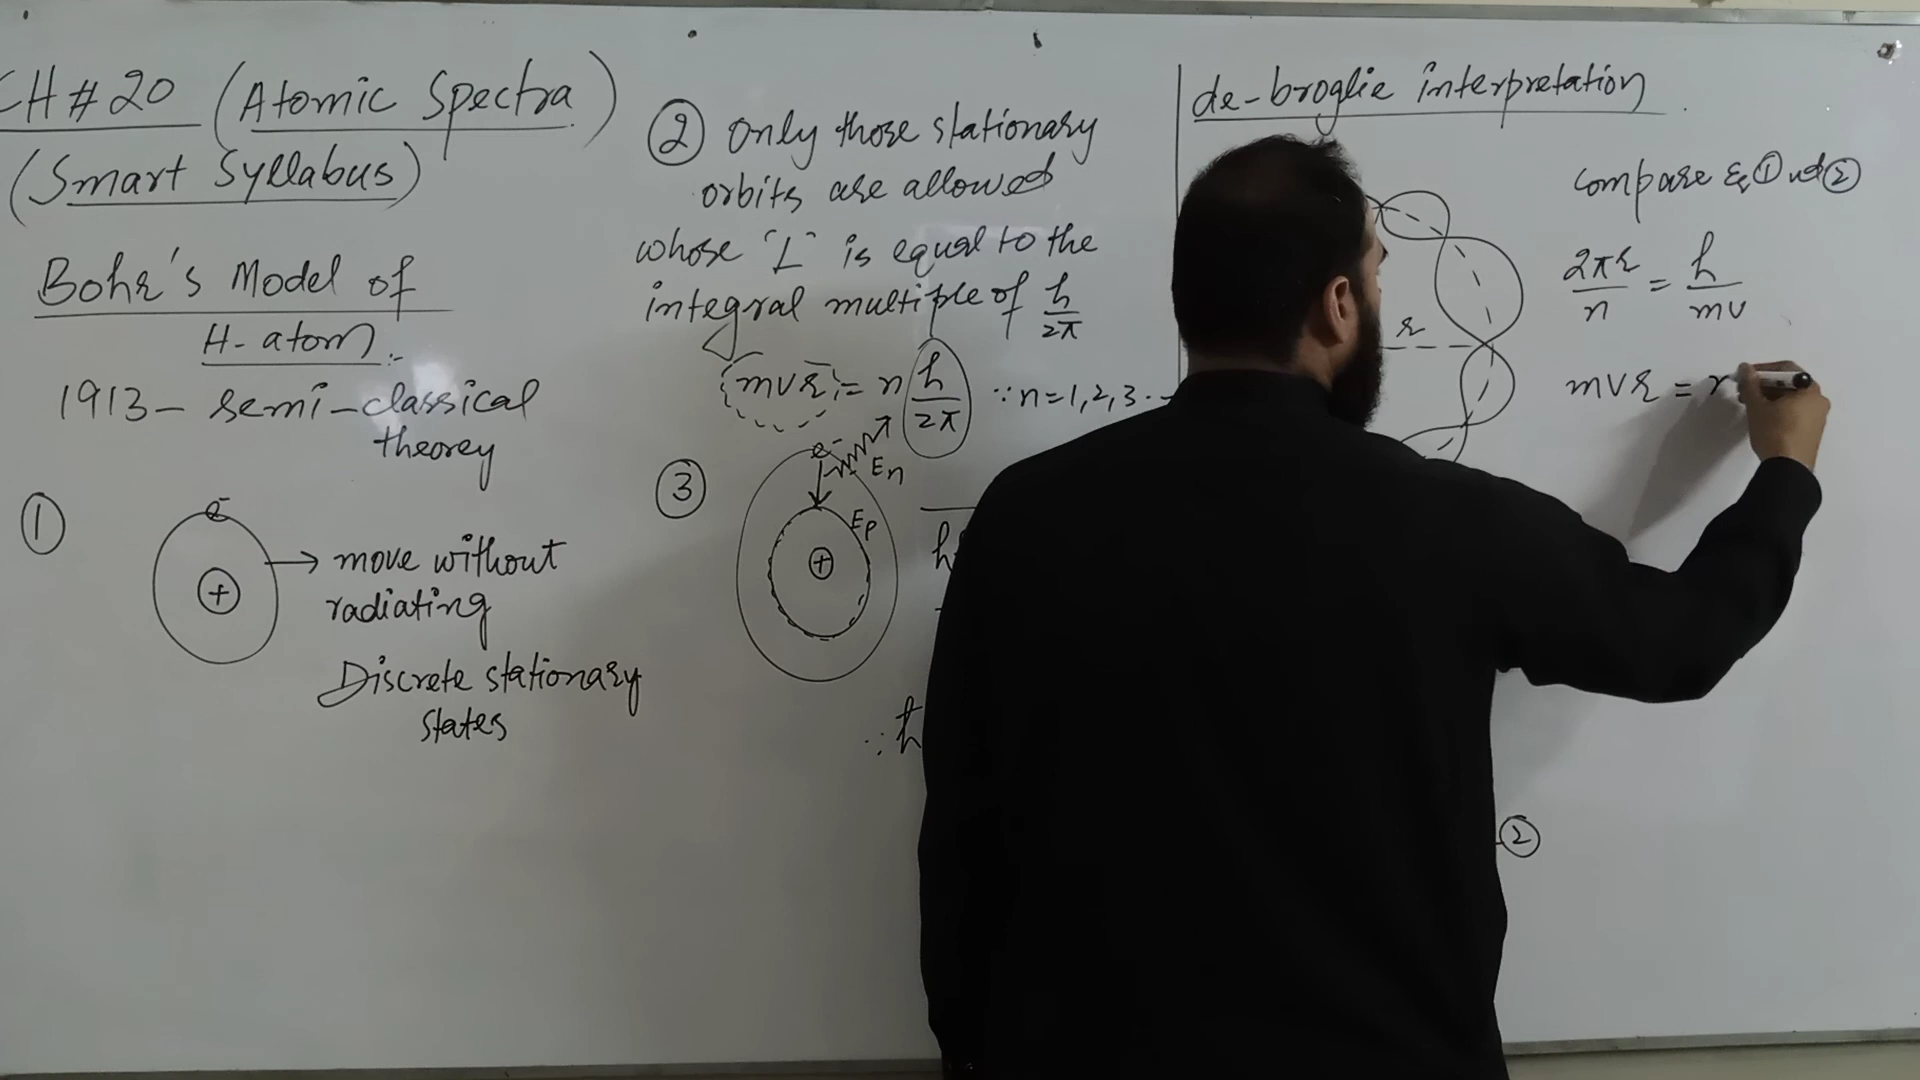 CH # 20 (Atomic Spectra)
(Smart Syllabus)
Bohr's Model of
H-atom:-
1913 - semi-classical
theorey
①
e⁻
+
→ move without
radiating
Discrete stationary
states
② Only those stationary
orbits are allowed
whose "L" is equal to the
integral multiple of h/2π
mvr = n h/2π ∵ n = 1, 2, 3
③
e⁻
En
Ep
+
h
∴ h
de-broglie interpretation
r
②
compare Eq ① nd ②
2πr/n = h/mv
mvr = n